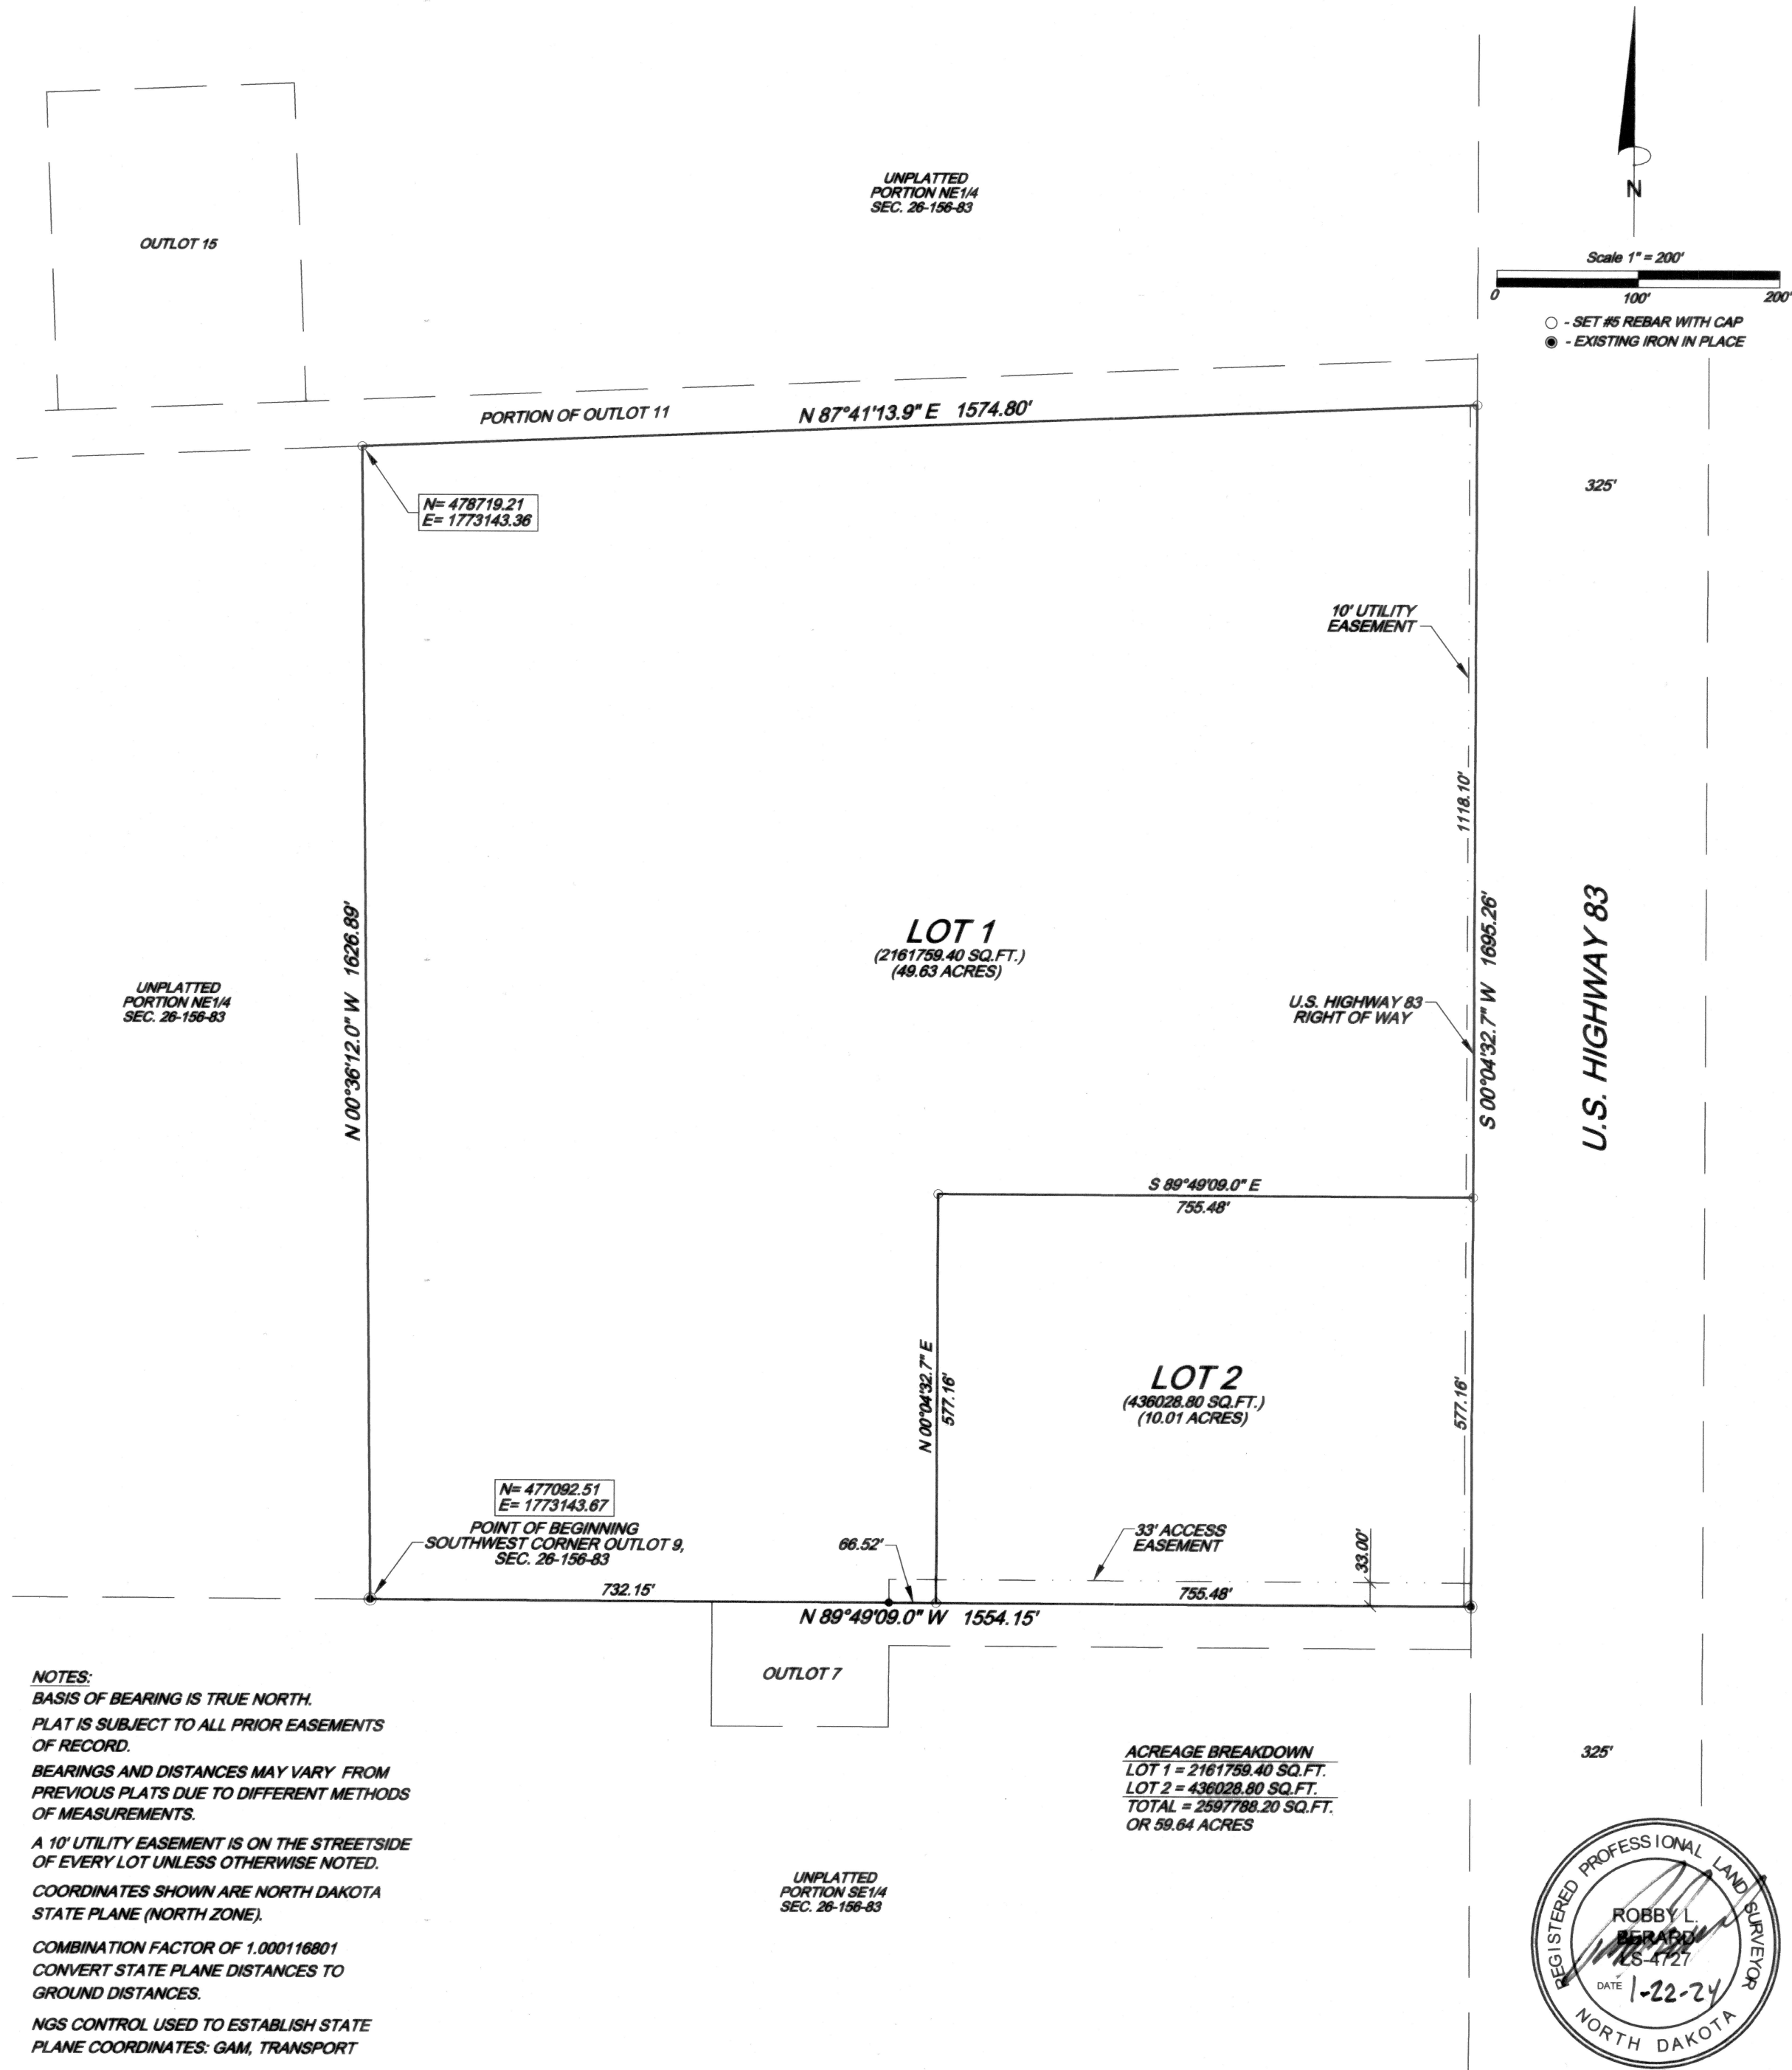 N
Scale 1" = 200'
0 100' 200'
- SET #5 REBAR WITH CAP
- EXISTING IRON IN PLACE
UNPLATTED
PORTION NE1/4
SEC. 26-156-83
OUTLOT 15
PORTION OF OUTLOT 11
N 87°41'13.9" E 1574.80'
N= 478719.21
E= 1773143.36
325'
10' UTILITY
EASEMENT
1118.10'
N 00°36'12.0" W 1626.89'
S 00°04'32.7" W 1695.26'
U.S. HIGHWAY 83
LOT 1
(2161759.40 SQ.FT.)
(49.63 ACRES)
UNPLATTED
PORTION NE1/4
SEC. 26-156-83
U.S. HIGHWAY 83
RIGHT OF WAY
S 89°49'09.0" E
755.48'
N 00°04'32.7" E
577.16'
LOT 2
(436028.80 SQ.FT.)
(10.01 ACRES)
577.16'
N= 477092.51
E= 1773143.67
POINT OF BEGINNING
SOUTHWEST CORNER OUTLOT 9,
SEC. 26-156-83
66.52'
33' ACCESS
EASEMENT
33.00'
732.15'
755.48'
N 89°49'09.0" W 1554.15'
OUTLOT 7
NOTES:
BASIS OF BEARING IS TRUE NORTH.
PLAT IS SUBJECT TO ALL PRIOR EASEMENTS
OF RECORD.
BEARINGS AND DISTANCES MAY VARY FROM
PREVIOUS PLATS DUE TO DIFFERENT METHODS
OF MEASUREMENTS.
A 10' UTILITY EASEMENT IS ON THE STREETSIDE
OF EVERY LOT UNLESS OTHERWISE NOTED.
COORDINATES SHOWN ARE NORTH DAKOTA
STATE PLANE (NORTH ZONE).
COMBINATION FACTOR OF 1.000116801
CONVERT STATE PLANE DISTANCES TO
GROUND DISTANCES.
NGS CONTROL USED TO ESTABLISH STATE
PLANE COORDINATES: GAM, TRANSPORT
ACREAGE BREAKDOWN
LOT 1 = 2161759.40 SQ.FT.
LOT 2 = 436028.80 SQ.FT.
TOTAL = 2597788.20 SQ.FT.
OR 59.64 ACRES
325'
UNPLATTED
PORTION SE1/4
SEC. 26-156-83
REGISTERED PROFESSIONAL LAND SURVEYOR
ROBBY L.
BERARD
LS-4727
DATE 1-22-24
NORTH DAKOTA